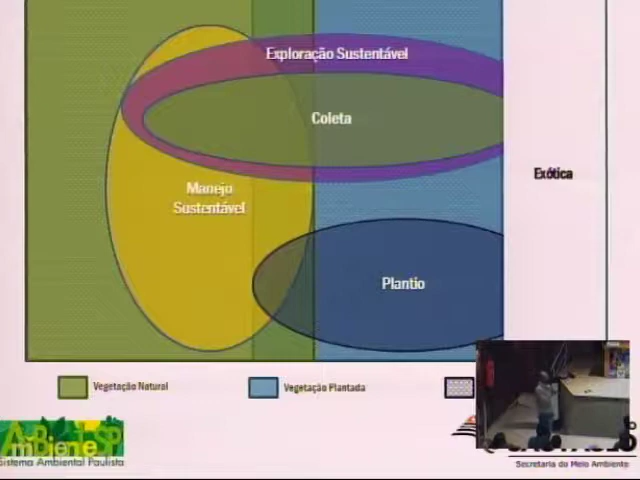 Exploração Sustentável
Coleta
Exótica
Manejo
Sustentável
Plantio
Vegetação Natural
Vegetação Plantada
AmBienteSP
Sistema Ambiental Paulista
Secretaria do Meio Ambiente